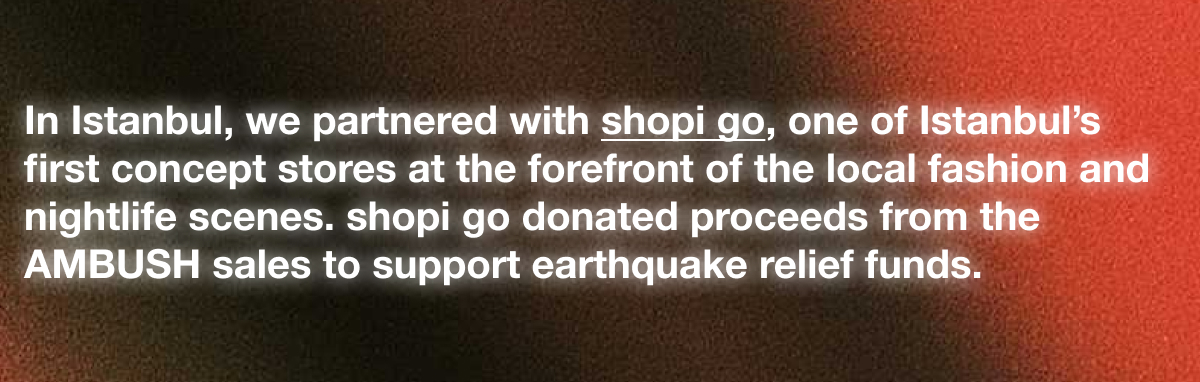 In Istanbul, we partnered with shopi go, one of Istanbul’s
first concept stores at the forefront of the local fashion and
nightlife scenes. shopi go donated proceeds from the
AMBUSH sales to support earthquake relief funds.